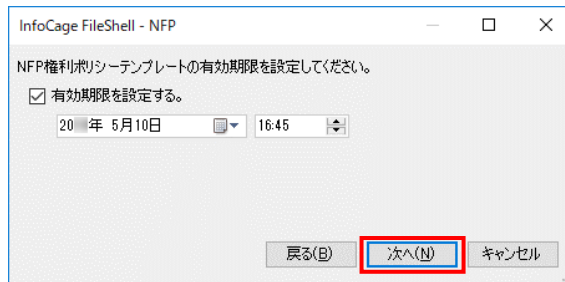 InfoCage FileShell - NFP
NFP権利ポリシーテンプレートの有効期限を設定してください。
有効期限を設定する。
20 年 5月10日 16:45
戻る(B) 次へ(N) キャンセル